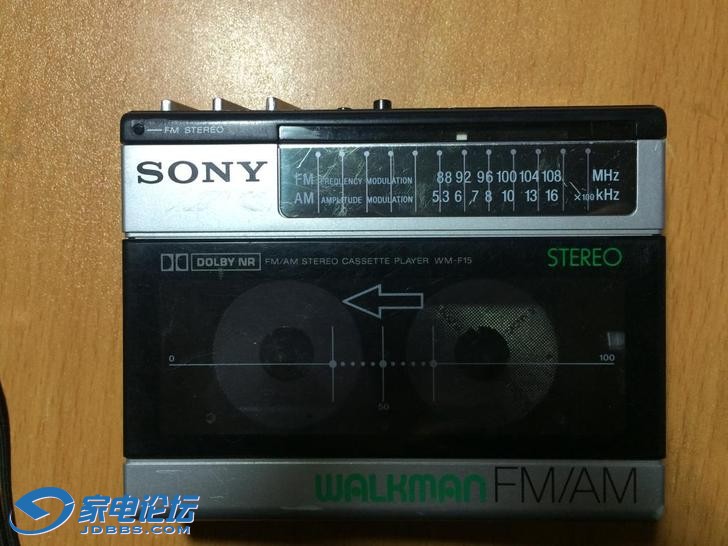 FM STEREO
SONY
FM FREQUENCY MODULATION 88 92 96 100 104 108 MHz
AM AMPLITUDE MODULATION 5.3 6 7 8 10 13 16 ×100 kHz
DOLBY NR FM/AM STEREO CASSETTE PLAYER WM-F15 STEREO
0 100
50
WALKMAN FM/AM
家电论坛
JDBBS.COM